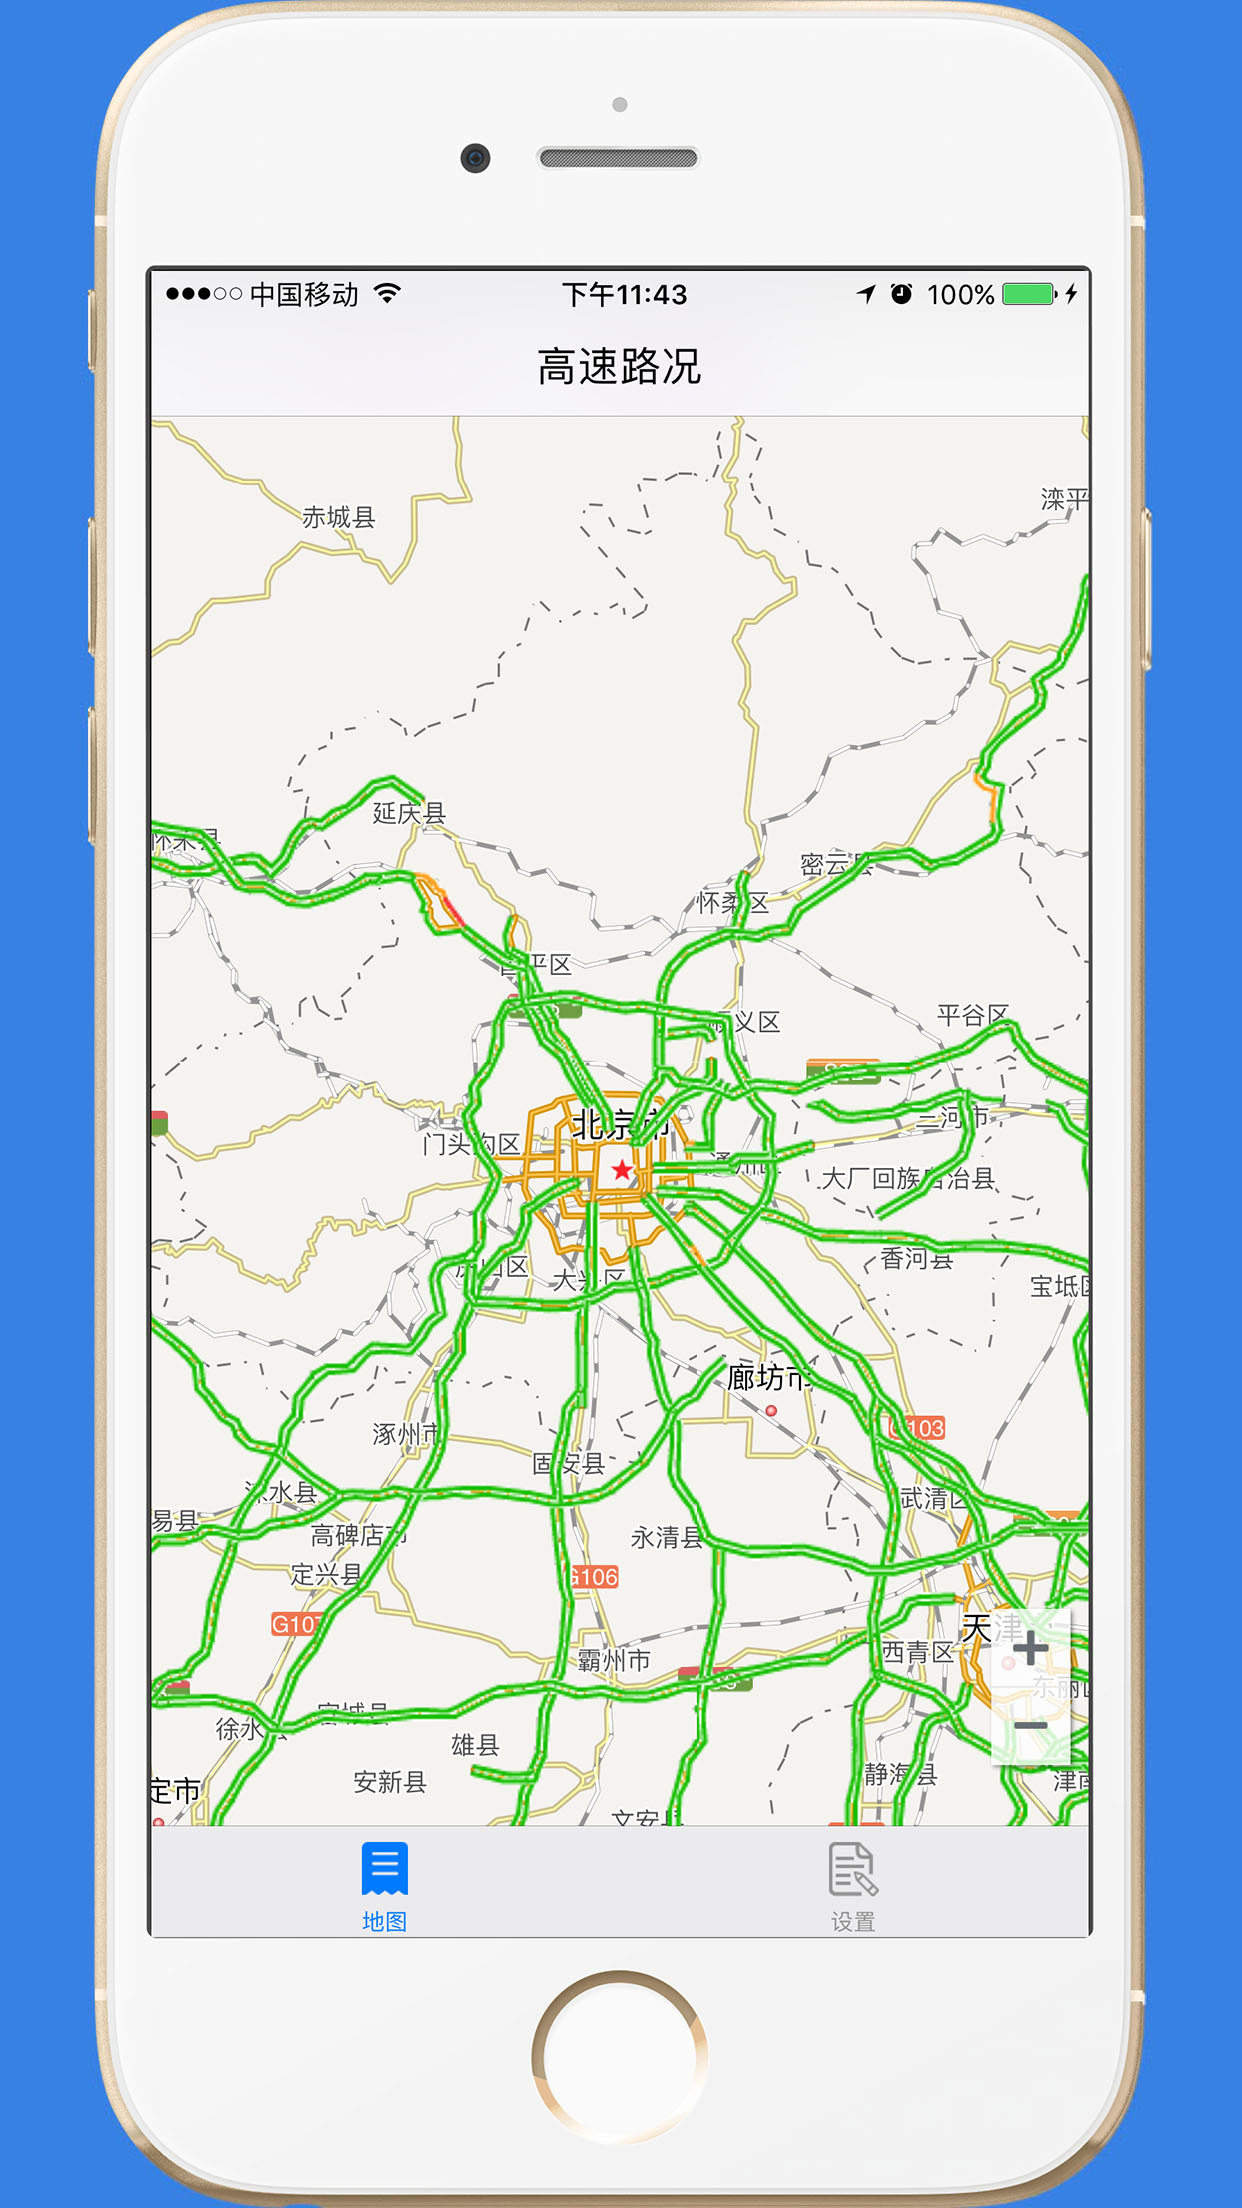 中国移动
下午11:43
100%
高速路况
赤城县
滦平
延庆县
怀来县
密云县
怀柔区
昌平区
顺义区
平谷区
北京市
三河市
门头沟区
通州区
大厂回族自治县
房山区
大兴区
香河县
宝坻区
廊坊市
涿州市
G103
固安县
涞水县
武清区
易县
高碑店市
永清县
定兴县
G106
G107
天津
霸州市
西青区
东丽区
容城县
徐水
雄县
安新县
静海县
津南
定市
文安县
地图
设置